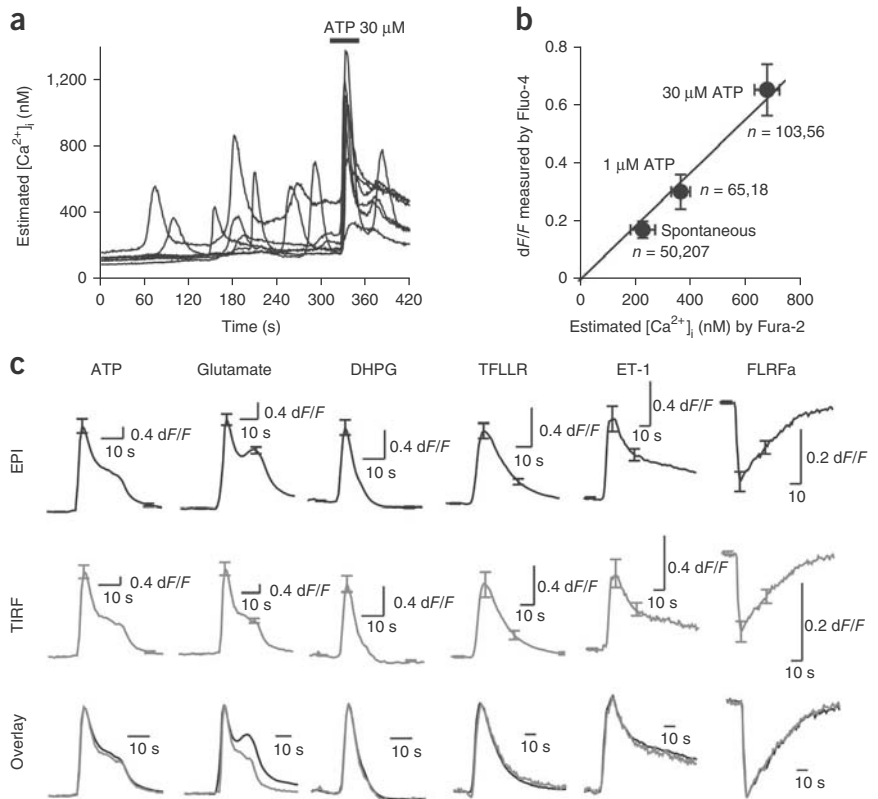 a
ATP 30 μM
Estimated [Ca2+]i (nM)
1,200
800
400
0
0 60 120 180 240 300 360 420
Time (s)
b
dF/F measured by Fluo-4
0.8
0.6
0.4
0.2
0
30 μM ATP
n = 103,56
1 μM ATP
n = 65,18
Spontaneous
n = 50,207
0 200 400 600 800
Estimated [Ca2+]i (nM) by Fura-2
c
ATP Glutamate DHPG TFLLR ET-1 FLRFa
EPI
0.4 dF/F
10 s
0.4 dF/F
10 s
0.4 dF/F
10 s
0.4 dF/F
10 s
0.4 dF/F
10 s
0.2 dF/F
10
TIRF
0.4 dF/F
10 s
0.4 dF/F
10 s
0.4 dF/F
10 s
0.4 dF/F
10 s
0.4 dF/F
10 s
0.2 dF/F
10 s
Overlay
10 s
10 s
10 s
10 s
10 s
10 s